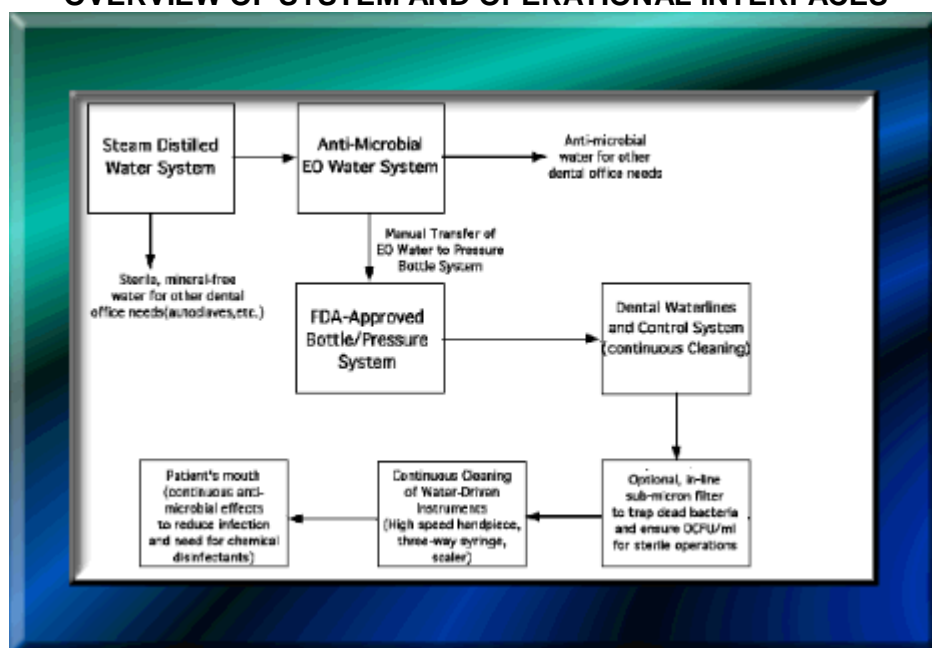 OVERVIEW OF SYSTEM AND OPERATIONAL INTERFACES
Steam Distilled
Water System
Anti-Microbial
EO Water System
Anti-microbial
water for other
dental office needs
Manual Transfer of
EO Water to Pressure
Bottle System
Sterile, mineral-free
water for other dental
office needs(autoclaves,etc.)
FDA-Approved
Bottle/Pressure
System
Dental Waterlines
and Control System
(continuous Cleaning)
Patient's mouth
(continuous anti-
microbial effects
to reduce infection
and need for chemical
disinfectants)
Continuous Cleaning
of Water-Driven
Instruments
(High speed handpiece,
three-way syringe,
scaler)
Optional, in-line
sub-micron filter
to trap dead bacteria
and ensure 0CFU/ml
for sterile operations